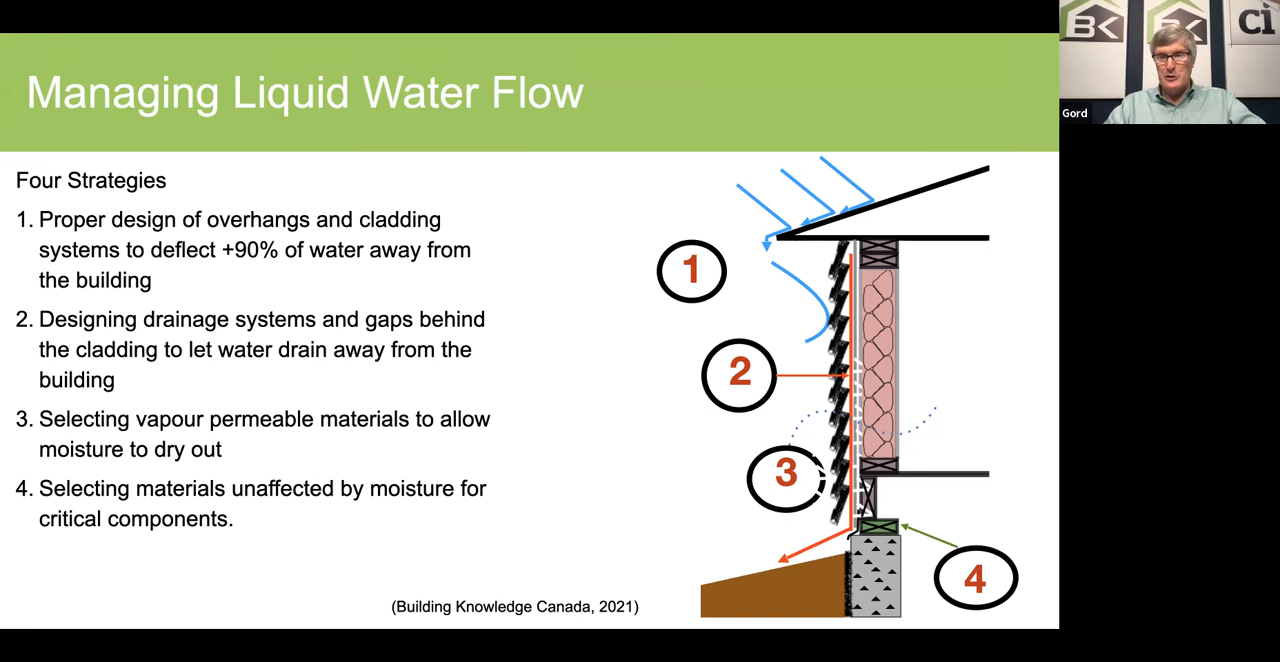 Managing Liquid Water Flow
Four Strategies
1. Proper design of overhangs and cladding
systems to deflect +90% of water away from
the building
2. Designing drainage systems and gaps behind
the cladding to let water drain away from the
building
3. Selecting vapour permeable materials to allow
moisture to dry out
4. Selecting materials unaffected by moisture for
critical components.
(Building Knowledge Canada, 2021)
1
2
3
4
BK
BK
ci
Gord